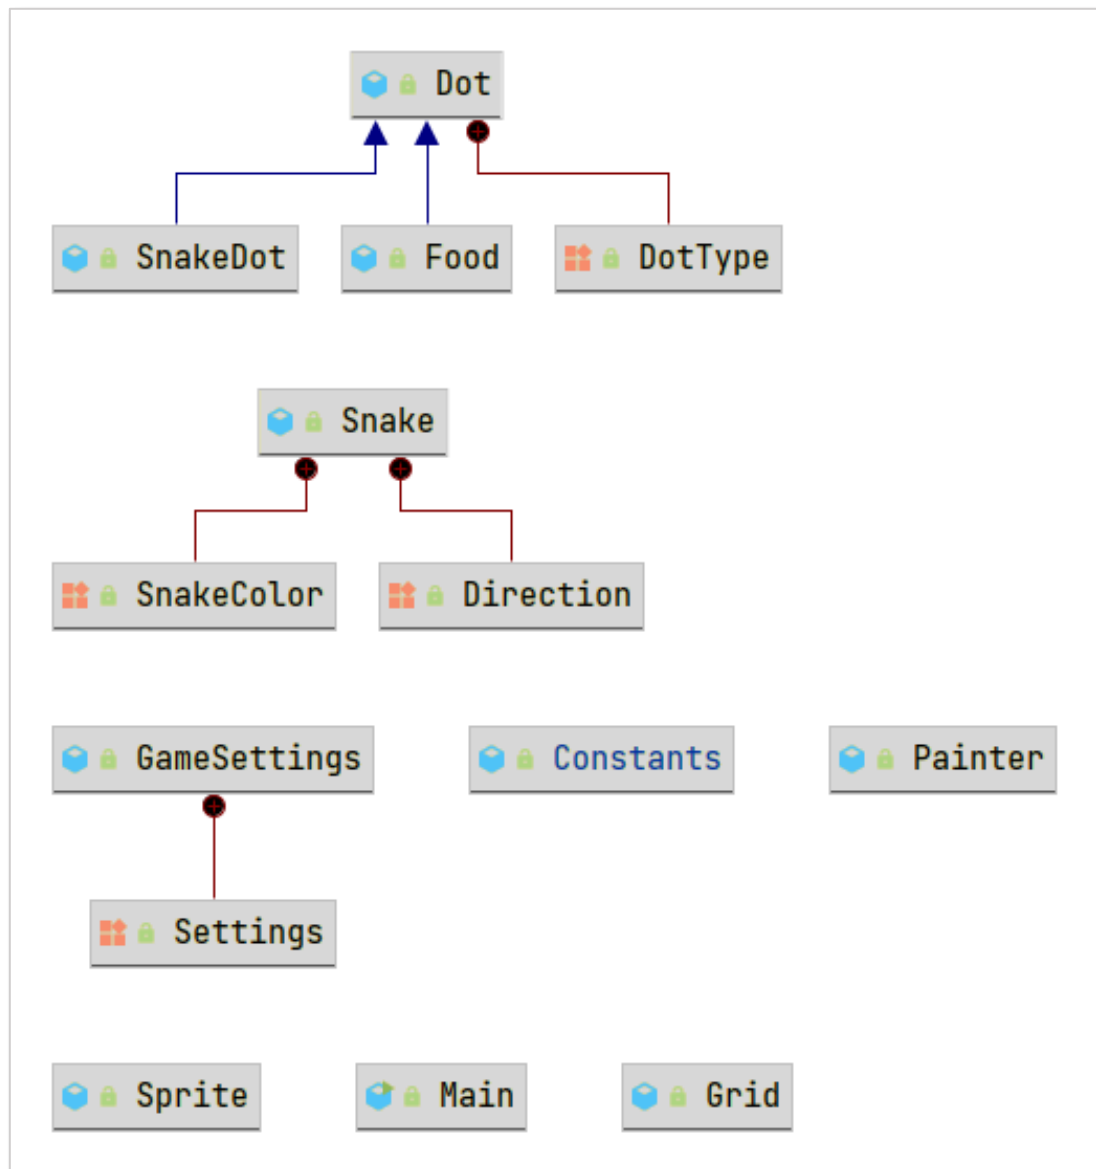 Dot
SnakeDot
Food
DotType
Snake
SnakeColor
Direction
GameSettings
Constants
Painter
Settings
Sprite
Main
Grid